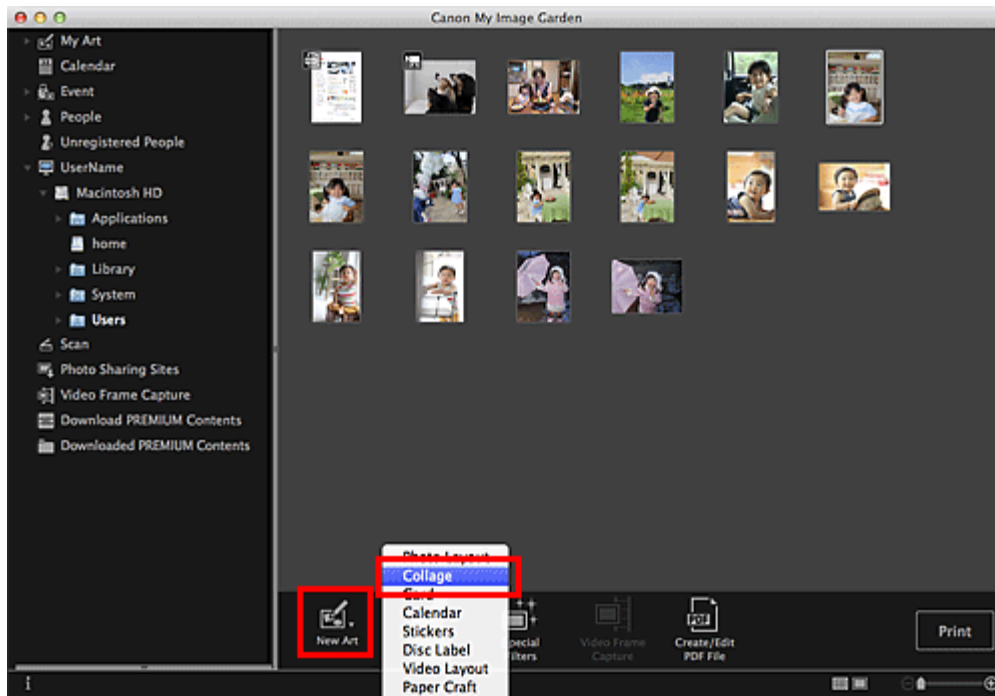 Canon My Image Garden
My Art
Calendar
Event
People
Unregistered People
UserName
Macintosh HD
Applications
home
Library
System
Users
Scan
Photo Sharing Sites
Video Frame Capture
Download PREMIUM Contents
Downloaded PREMIUM Contents
Photo Layout
Collage
Card
Calendar
Stickers
Disc Label
Video Layout
Paper Craft
New Art
Video Frame
Capture
PDF
Create/Edit
PDF File
Print